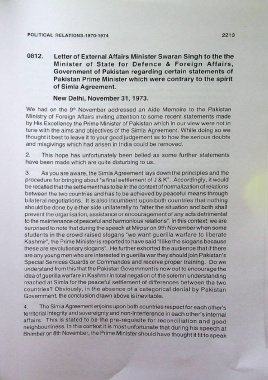 POLITICAL RELATIONS: 1970-1974 2213
0812. Letter of External Affairs Minister Swaran Singh to the the
Minister of State for Defence & Foreign Affairs,
Government of Pakistan regarding certain statements of
Pakistan Prime Minister which were contrary to the spirit
of Simla Agreement.
New Delhi, November 31, 1973.
We had on the 9th November addressed an Aide Memoire to the Pakistan
Ministry of Foreign Affairs inviting attention to some recent statements made
by His Excellency the Prime Minister of Pakistan which in our view were not in
tune with the aims and objectives of the Simla Agreement. While doing so we
thought it best to leave it to your good judgement as to how the serious doubts
and misgivings which had arisen in India could be removed.
2. This hope has unfortunately been belied as some further statements
have been made which are quite disturbing to us.
3. As you are aware, the Simla Agreement lays down the principles and the
procedure for bringing about "a final settlement of J & K". Accordingly, it would
be recalled that the settlement has to be in the context of normalization of relations
between the two countries and has to be achieved by peaceful means through
bilateral negotiations. It is also incumbent upon both countries that nothing
should be done by either side unilaterally to "alter the situation and both shall
prevent the organisation, assistance or encouragement of any acts detrimental
to the maintenance of peaceful and harmonious relations". In this context we are
surprised to note that during the speech at Mirpur on 9th November when some
students in the crowd raised slogans "we want guerilla warfare to liberate
Kashmir", the Prime Minister is reported to have said "I like the slogans because
these are revolutionary slogans". He further exhorted the audience that if there
are any young men who are interested in guerilla war they should join Pakistan's
Special Services Guards or Commandos and receive proper training. Do we
understand from this that the Pakistan Government is now out to encourage the
idea of guerilla warfare in Kashmir in total negation of the solemn understanding
reached at Simla for the peaceful settlement of differences between the two
countries? Obviously, in the absence of a categorical denial by Pakistan
Government, the conclusion drawn above is inevitable.
4. The Simla Agreement enjoins upon both countries respect for each other's
territorial integrity and sovereignty and non-interference in each other's internal
affairs. This is stated to be the pre-requisite for reconciliation and good
neighbourliness. In this context it is most unfortunate that during his speech at
Bhimber on 8th November, the Prime Minister should have thought it fit to speak